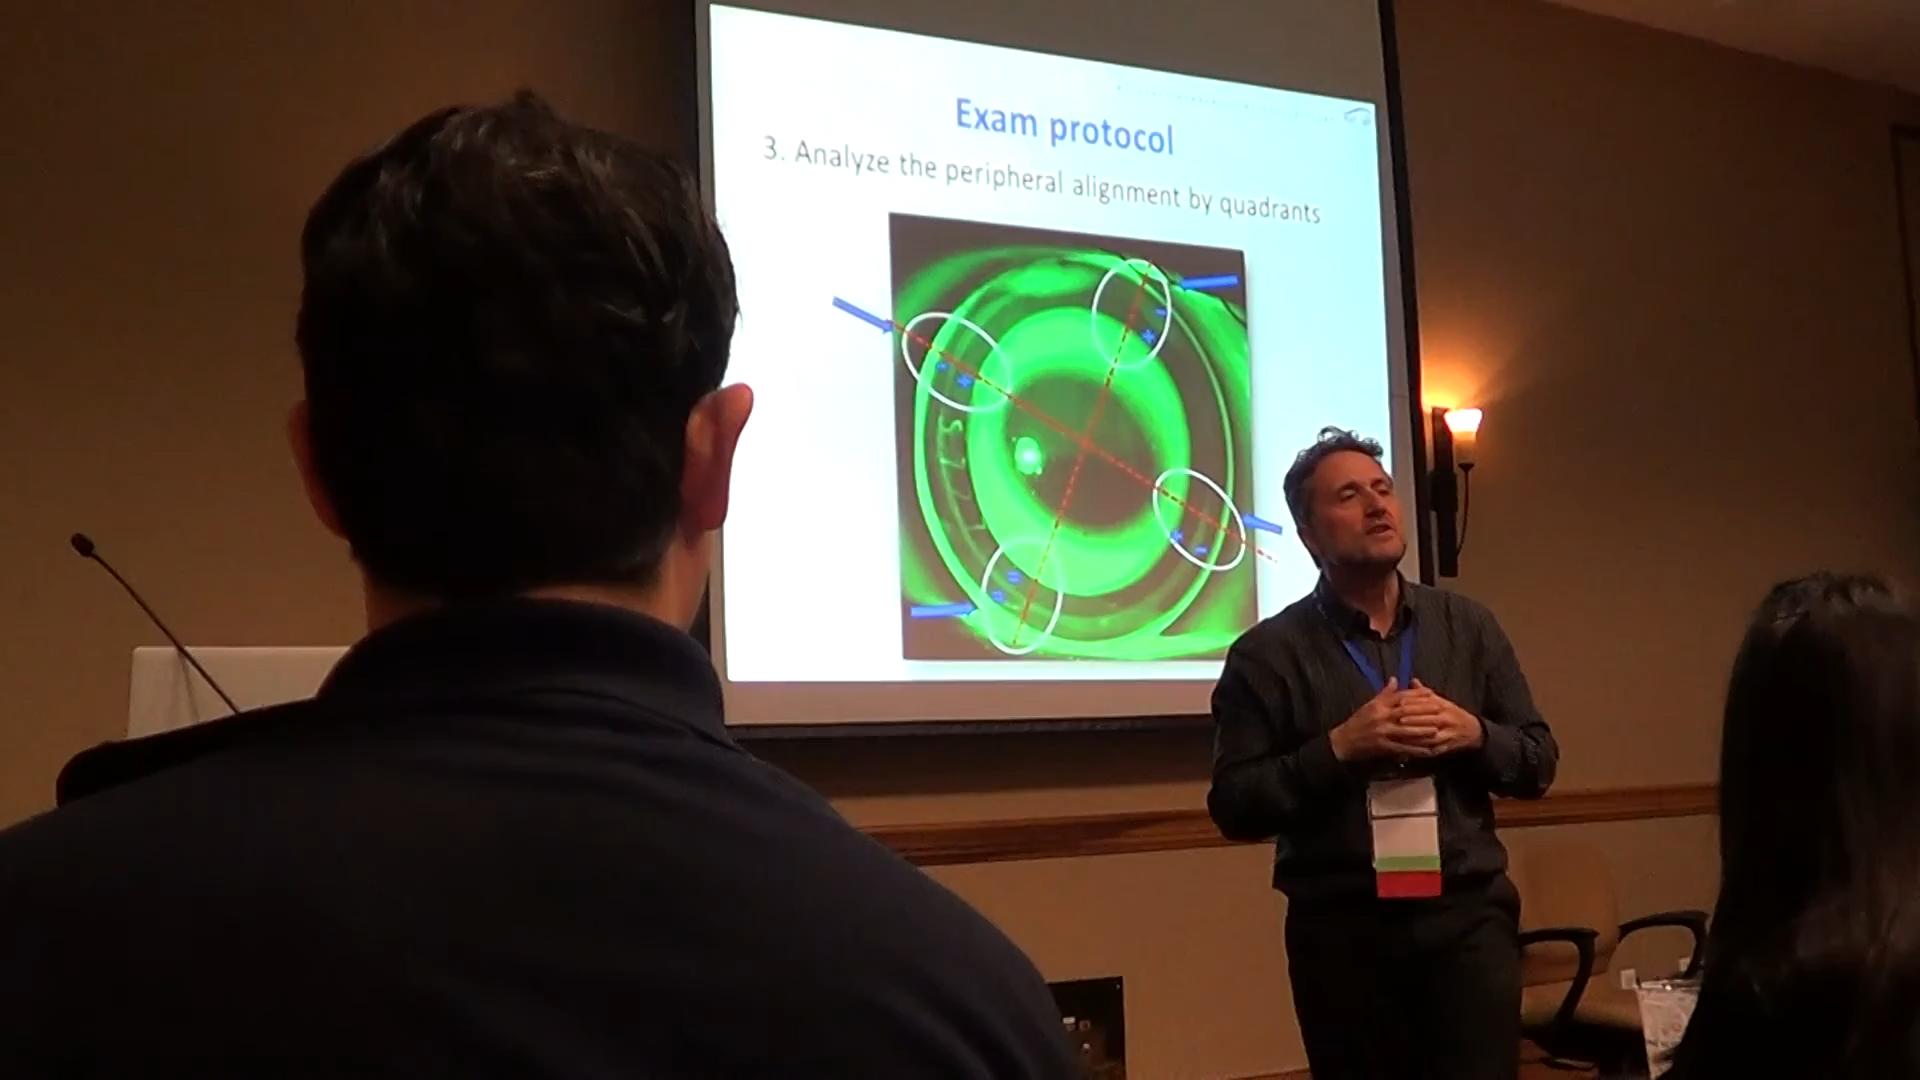 Exam protocol
3. Analyze the peripheral alignment by quadrants